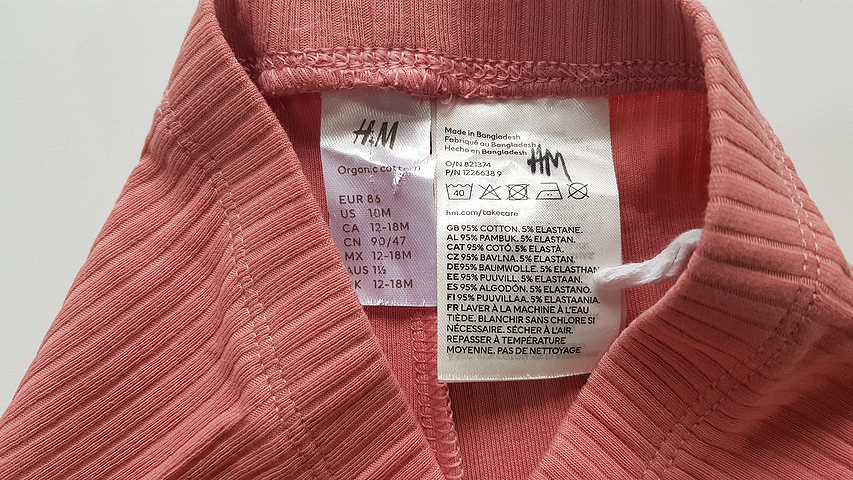 H&M
Organic cotton
EUR 86
US 18M
CA 12-18M
CN 90/47
MX 12-18M
AUS 1½
K 12-18M
Made in Bangladesh
Fabriqué au Bangladesh
Hecho en Bangladesh
HM
O/N 821374
P/N 1226638 9
40
hm.com/takecare
GB 95% COTTON. 5% ELASTANE.
AL 95% PAMBUK. 5% ELASTAN.
CAT 95% COTÓ. 5% ELASTÀ.
CZ 95% BAVLNA. 5% ELASTAN.
DE95% BAUMWOLLE. 5% ELASTHAN
EE 95% PUUVILL. 5% ELASTAAN.
ES 95% ALGODÓN. 5% ELASTANO.
FI 95% PUUVILLAA. 5% ELASTAANIA.
FR LAVER À LA MACHINE À L'EAU
TIÈDE. BLANCHIR SANS CHLORE SI
NÉCESSAIRE. SÉCHER À L'AIR.
REPASSER À TEMPÉRATURE
MOYENNE. PAS DE NETTOYAGE